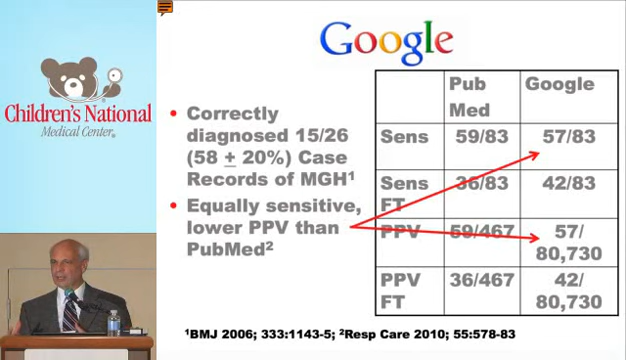 Google
Children's National
Medical Center™
• Correctly
diagnosed 15/26
(58 ± 20%) Case
Records of MGH¹
• Equally sensitive,
lower PPV than
PubMed²
Pub Med Google
Sens 59/83 57/83
Sens FT 36/83 42/83
PPV 59/467 57/80,730
PPV FT 36/467 42/80,730
¹BMJ 2006; 333:1143-5; ²Resp Care 2010; 55:578-83